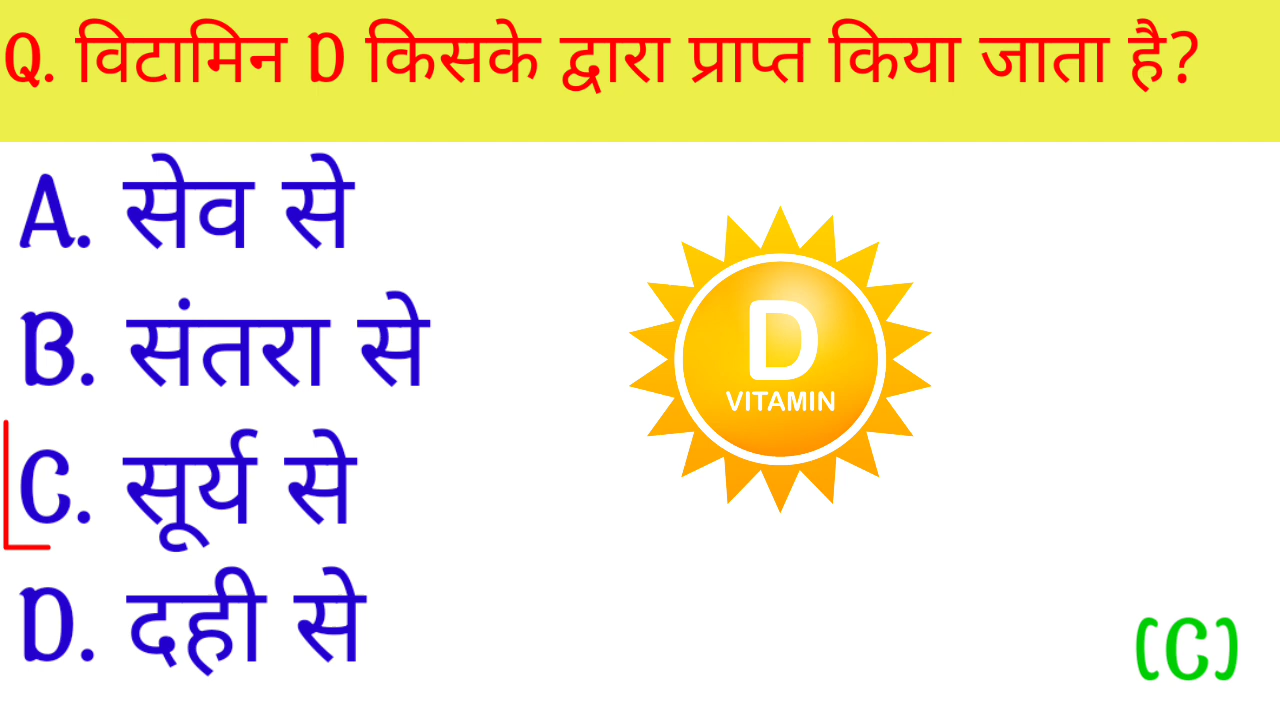 Q. विटामिन D किसके द्वारा प्राप्त किया जाता है?
A. सेव से
B. संतरा से
C. सूर्य से
D. दही से
D
VITAMIN
(C)